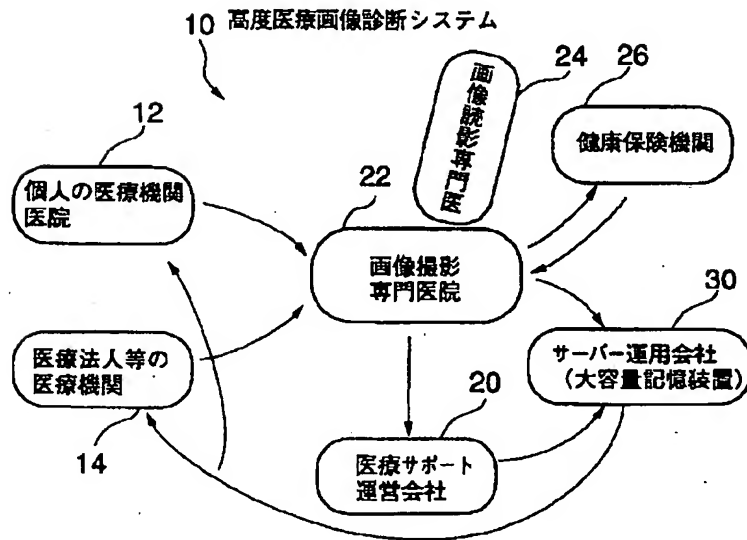 10 高度医療画像診断システム
24
画像読影専門医
26
健康保険機関
12
個人の医療機関
医院
22
画像撮影
専門医院
30
サーバー運用会社
（大容量記憶装置）
医療法人等の
医療機関
14
20
医療サポート
運営会社